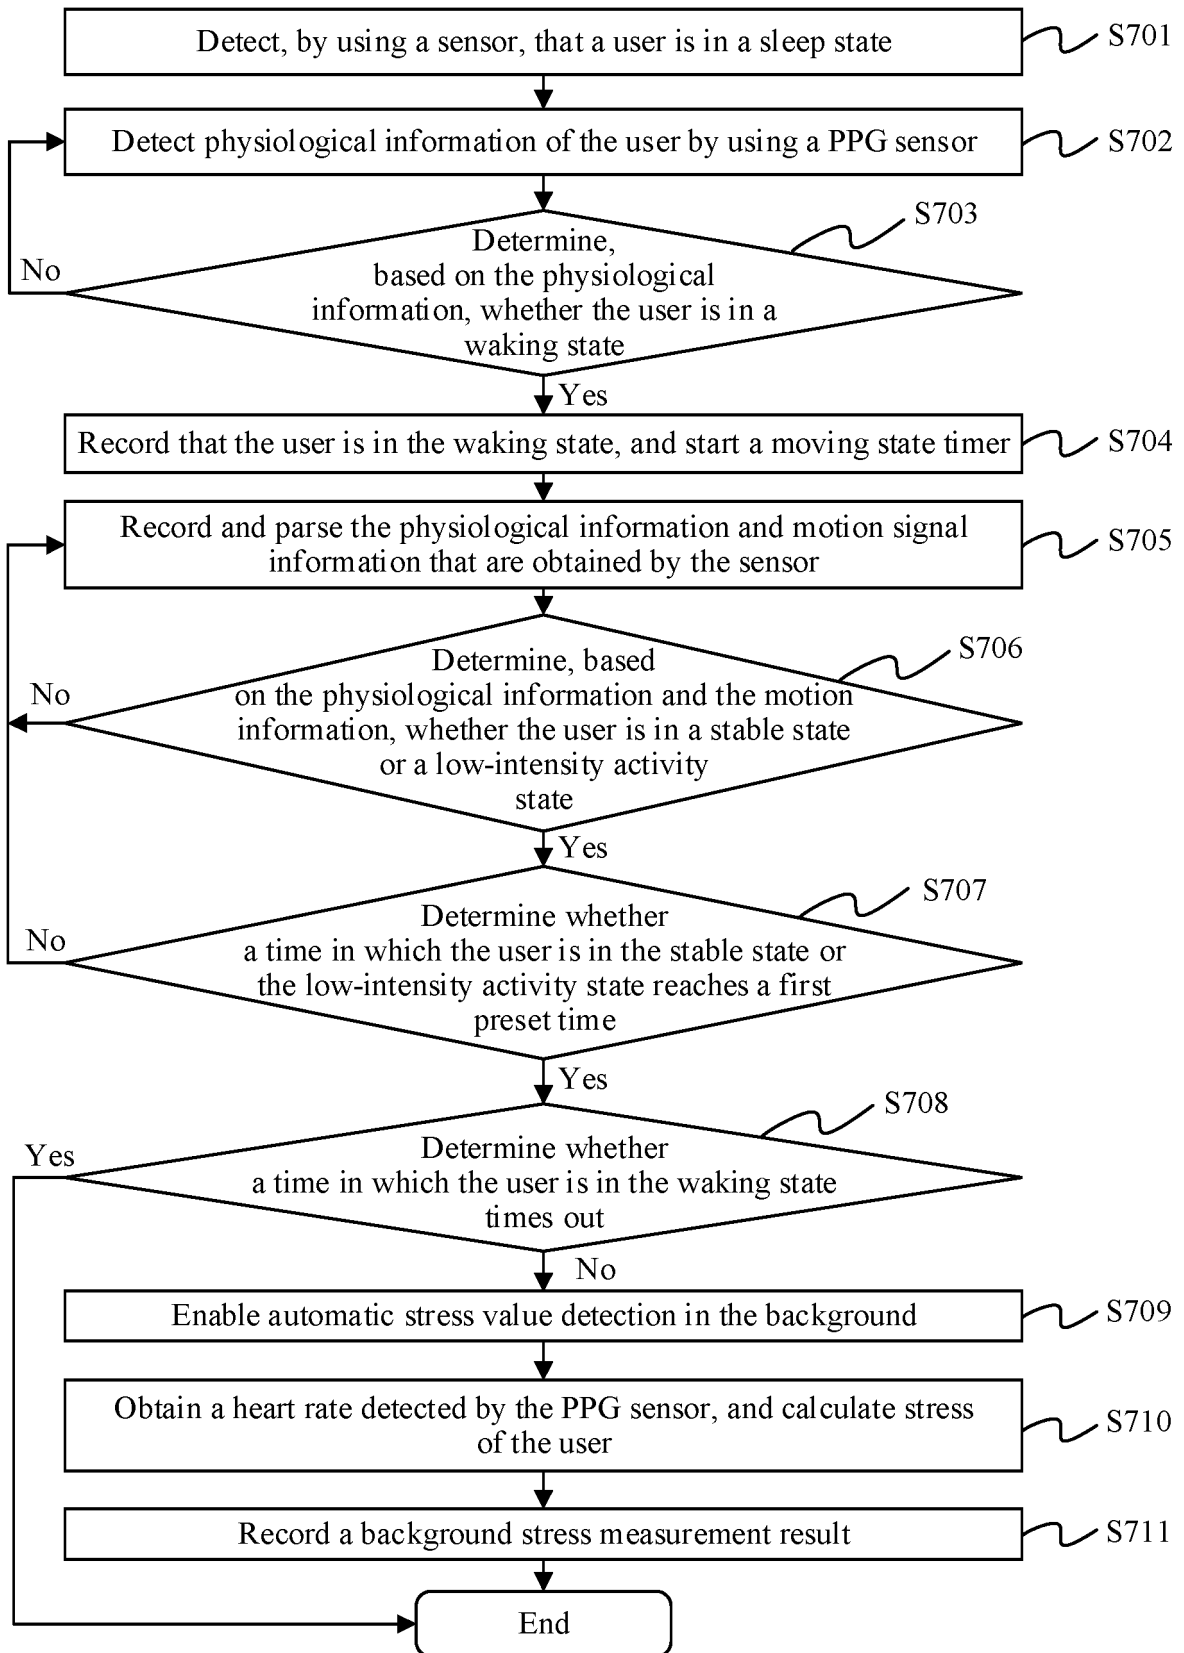 Detect, by using a sensor, that a user is in a sleep state
S701
Detect physiological information of the user by using a PPG sensor
S702
S703
Determine,
based on the physiological
information, whether the user is in a
waking state
No
Yes
Record that the user is in the waking state, and start a moving state timer
S704
Record and parse the physiological information and motion signal
information that are obtained by the sensor
S705
S706
Determine, based
on the physiological information and the motion
information, whether the user is in a stable state
or a low-intensity activity
state
No
Yes
S707
Determine whether
a time in which the user is in the stable state or
the low-intensity activity state reaches a first
preset time
No
Yes
S708
Determine whether
a time in which the user is in the waking state
times out
Yes
No
Enable automatic stress value detection in the background
S709
Obtain a heart rate detected by the PPG sensor, and calculate stress
of the user
S710
Record a background stress measurement result
S711
End